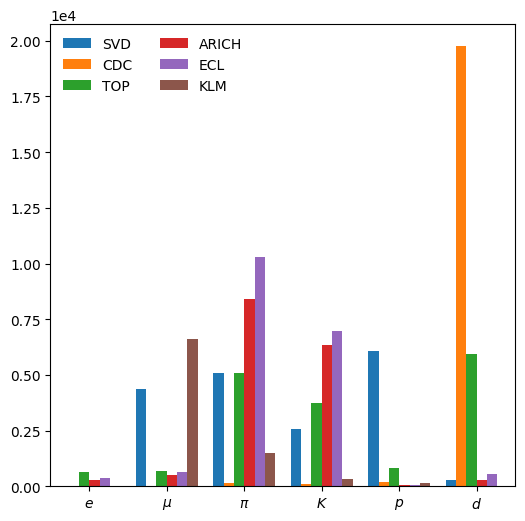 1e4
SVD
CDC
TOP
ARICH
ECL
KLM
2.00
1.75
1.50
1.25
1.00
0.75
0.50
0.25
0.00
e μ π K p d